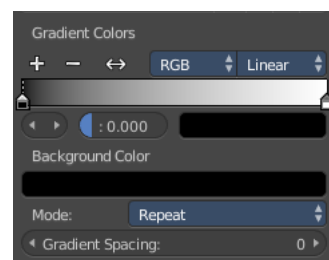 Gradient Colors
+ − ↔ RGB Linear
: 0.000
Background Color
Mode: Repeat
Gradient Spacing: 0